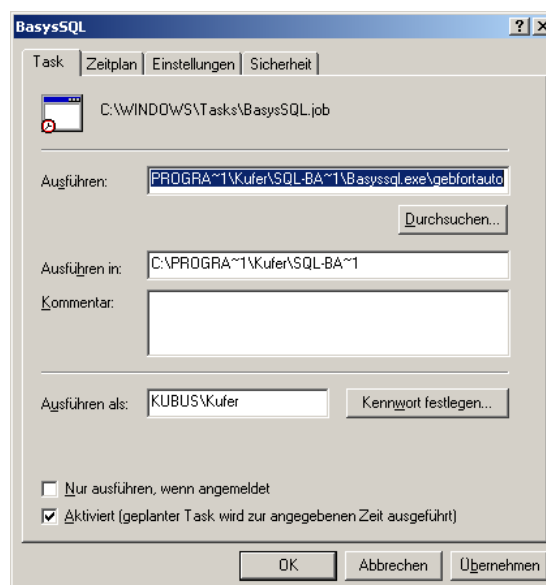 BasysSQL
Task Zeitplan Einstellungen Sicherheit
C:\WINDOWS\Tasks\BasysSQL.job
Ausführen: PROGRA~1\Kufer\SQL-BA~1\Basyssql.exe\gebfortauto
Durchsuchen...
Ausführen in: C:\PROGRA~1\Kufer\SQL-BA~1
Kommentar:
Ausführen als: KUBUS\Kufer Kennwort festlegen...
Nur ausführen, wenn angemeldet
Aktiviert (geplanter Task wird zur angegebenen Zeit ausgeführt)
OK Abbrechen Übernehmen